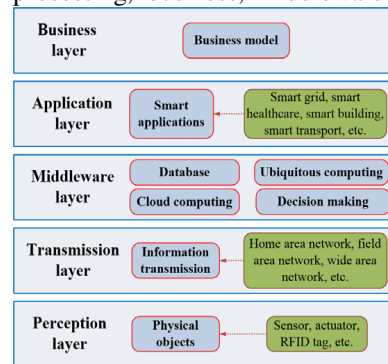 Business
layer
Business model
Application
layer
Smart
applications
Smart grid, smart
healthcare, smart building,
smart transport, etc.
Middleware
layer
Database
Ubiquitous computing
Cloud computing
Decision making
Transmission
layer
Information
transmission
Home area network, field
area network, wide area
network, etc.
Perception
layer
Physical
objects
Sensor, actuator,
RFID tag, etc.